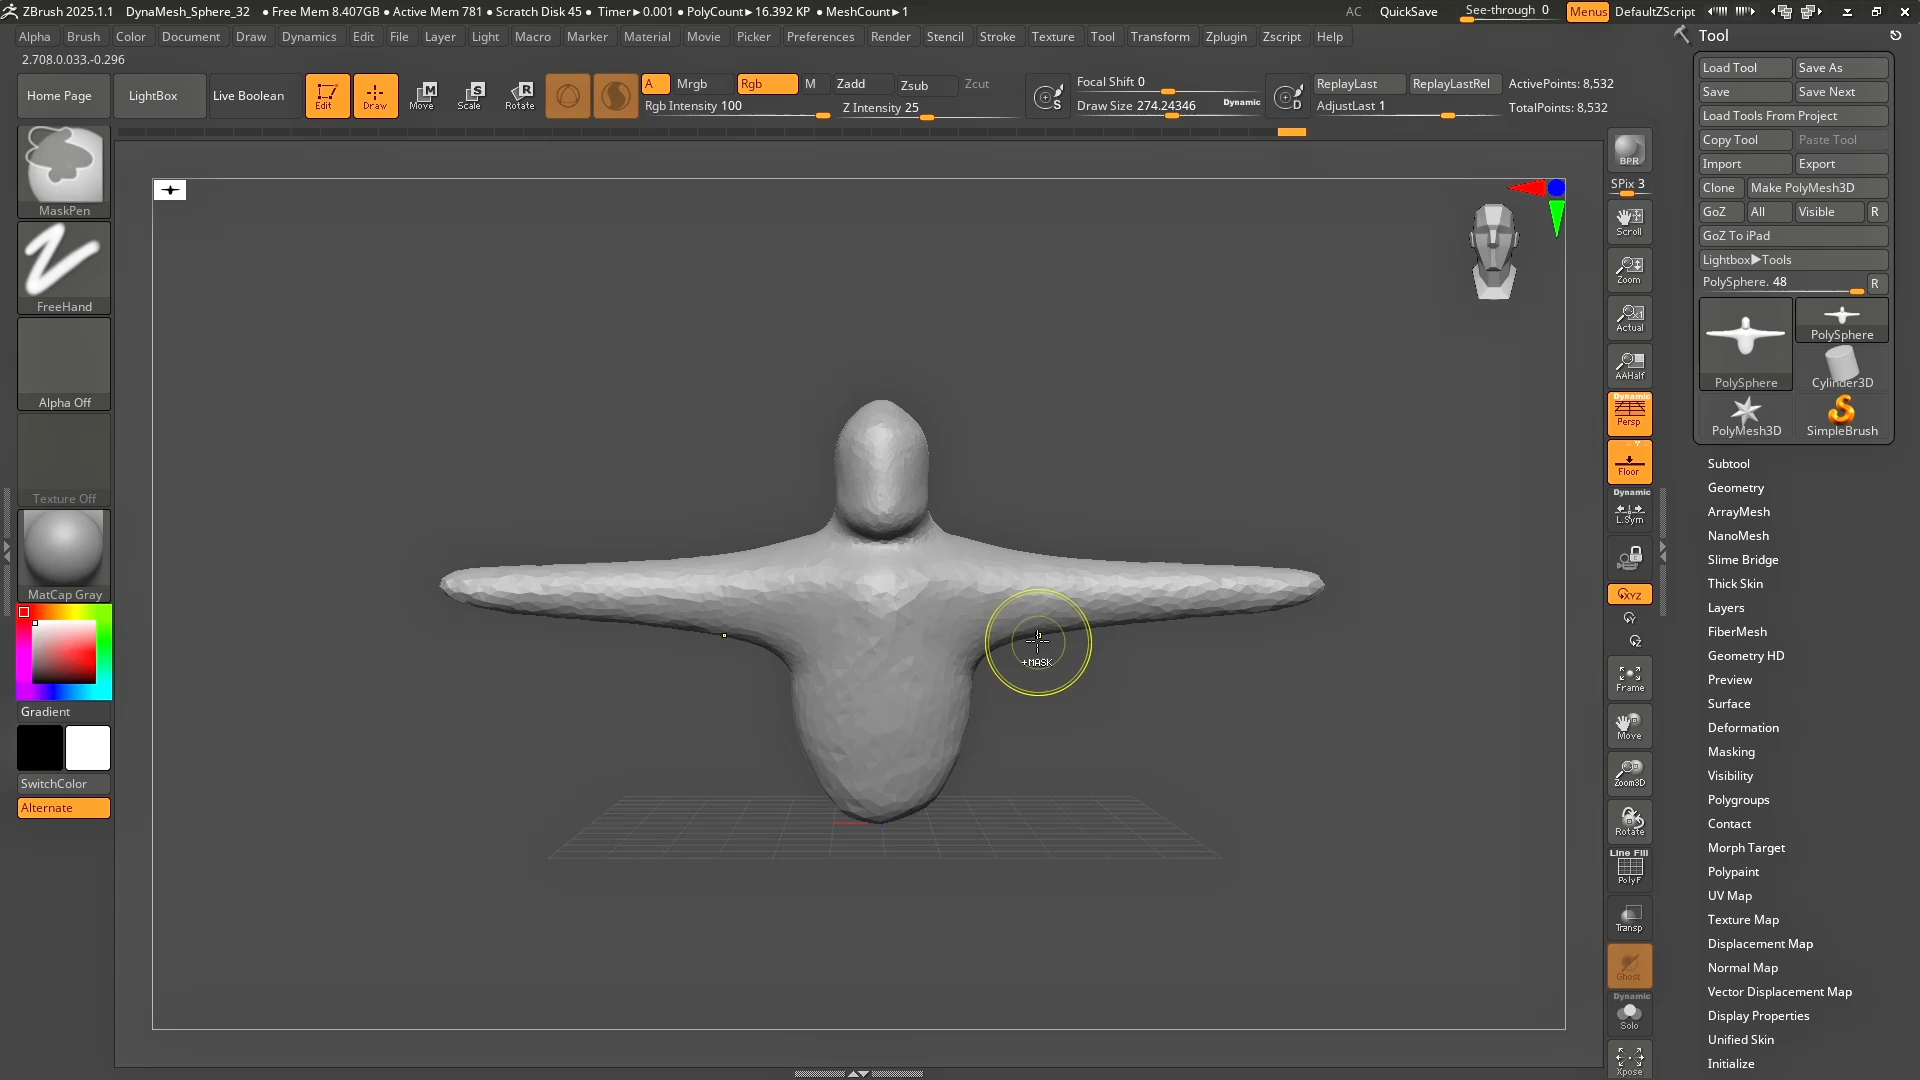 ZBrush 2025.1.1 DynaMesh_Sphere_32 • Free Mem 8.407GB • Active Mem 781 • Scratch Disk 45 • Timer►0.001 • PolyCount►16.392 KP • MeshCount►1 AC QuickSave See-through 0 Menus DefaultZScript
Alpha Brush Color Document Draw Dynamics Edit File Layer Light Macro Marker Material Movie Picker Preferences Render Stencil Stroke Texture Tool Transform Zplugin Zscript Help
2.708.0.033.-0.296
Home Page LightBox Live Boolean
Edit Draw
M Move
S Scale
R Rotate
A Mrgb Rgb M Zadd Zsub Zcut
Rgb Intensity 100 Z Intensity 25
S
Focal Shift 0
Draw Size 274.24346 Dynamic
D
ReplayLast ReplayLastRel ActivePoints: 8,532
AdjustLast 1 TotalPoints: 8,532
MaskPen
FreeHand
Alpha Off
Texture Off
MatCap Gray
Gradient
SwitchColor
Alternate
+MASK
BPR
SPix 3
Scroll
Zoom
Actual
AAHalf
Dynamic
Persp
Floor
Dynamic
L.Sym
XYZ
Y
Z
Frame
Move
Zoom3D
Rotate
Line Fill
PolyF
Transp
Ghost
Dynamic
Solo
Xpose
Tool
Load Tool Save As
Save Save Next
Load Tools From Project
Copy Tool Paste Tool
Import Export
Clone Make PolyMesh3D
GoZ All Visible R
GoZ To iPad
Lightbox►Tools
PolySphere. 48 R
PolySphere PolySphere
Cylinder3D
PolyMesh3D SimpleBrush
Subtool
Geometry
ArrayMesh
NanoMesh
Slime Bridge
Thick Skin
Layers
FiberMesh
Geometry HD
Preview
Surface
Deformation
Masking
Visibility
Polygroups
Contact
Morph Target
Polypaint
UV Map
Texture Map
Displacement Map
Normal Map
Vector Displacement Map
Display Properties
Unified Skin
Initialize